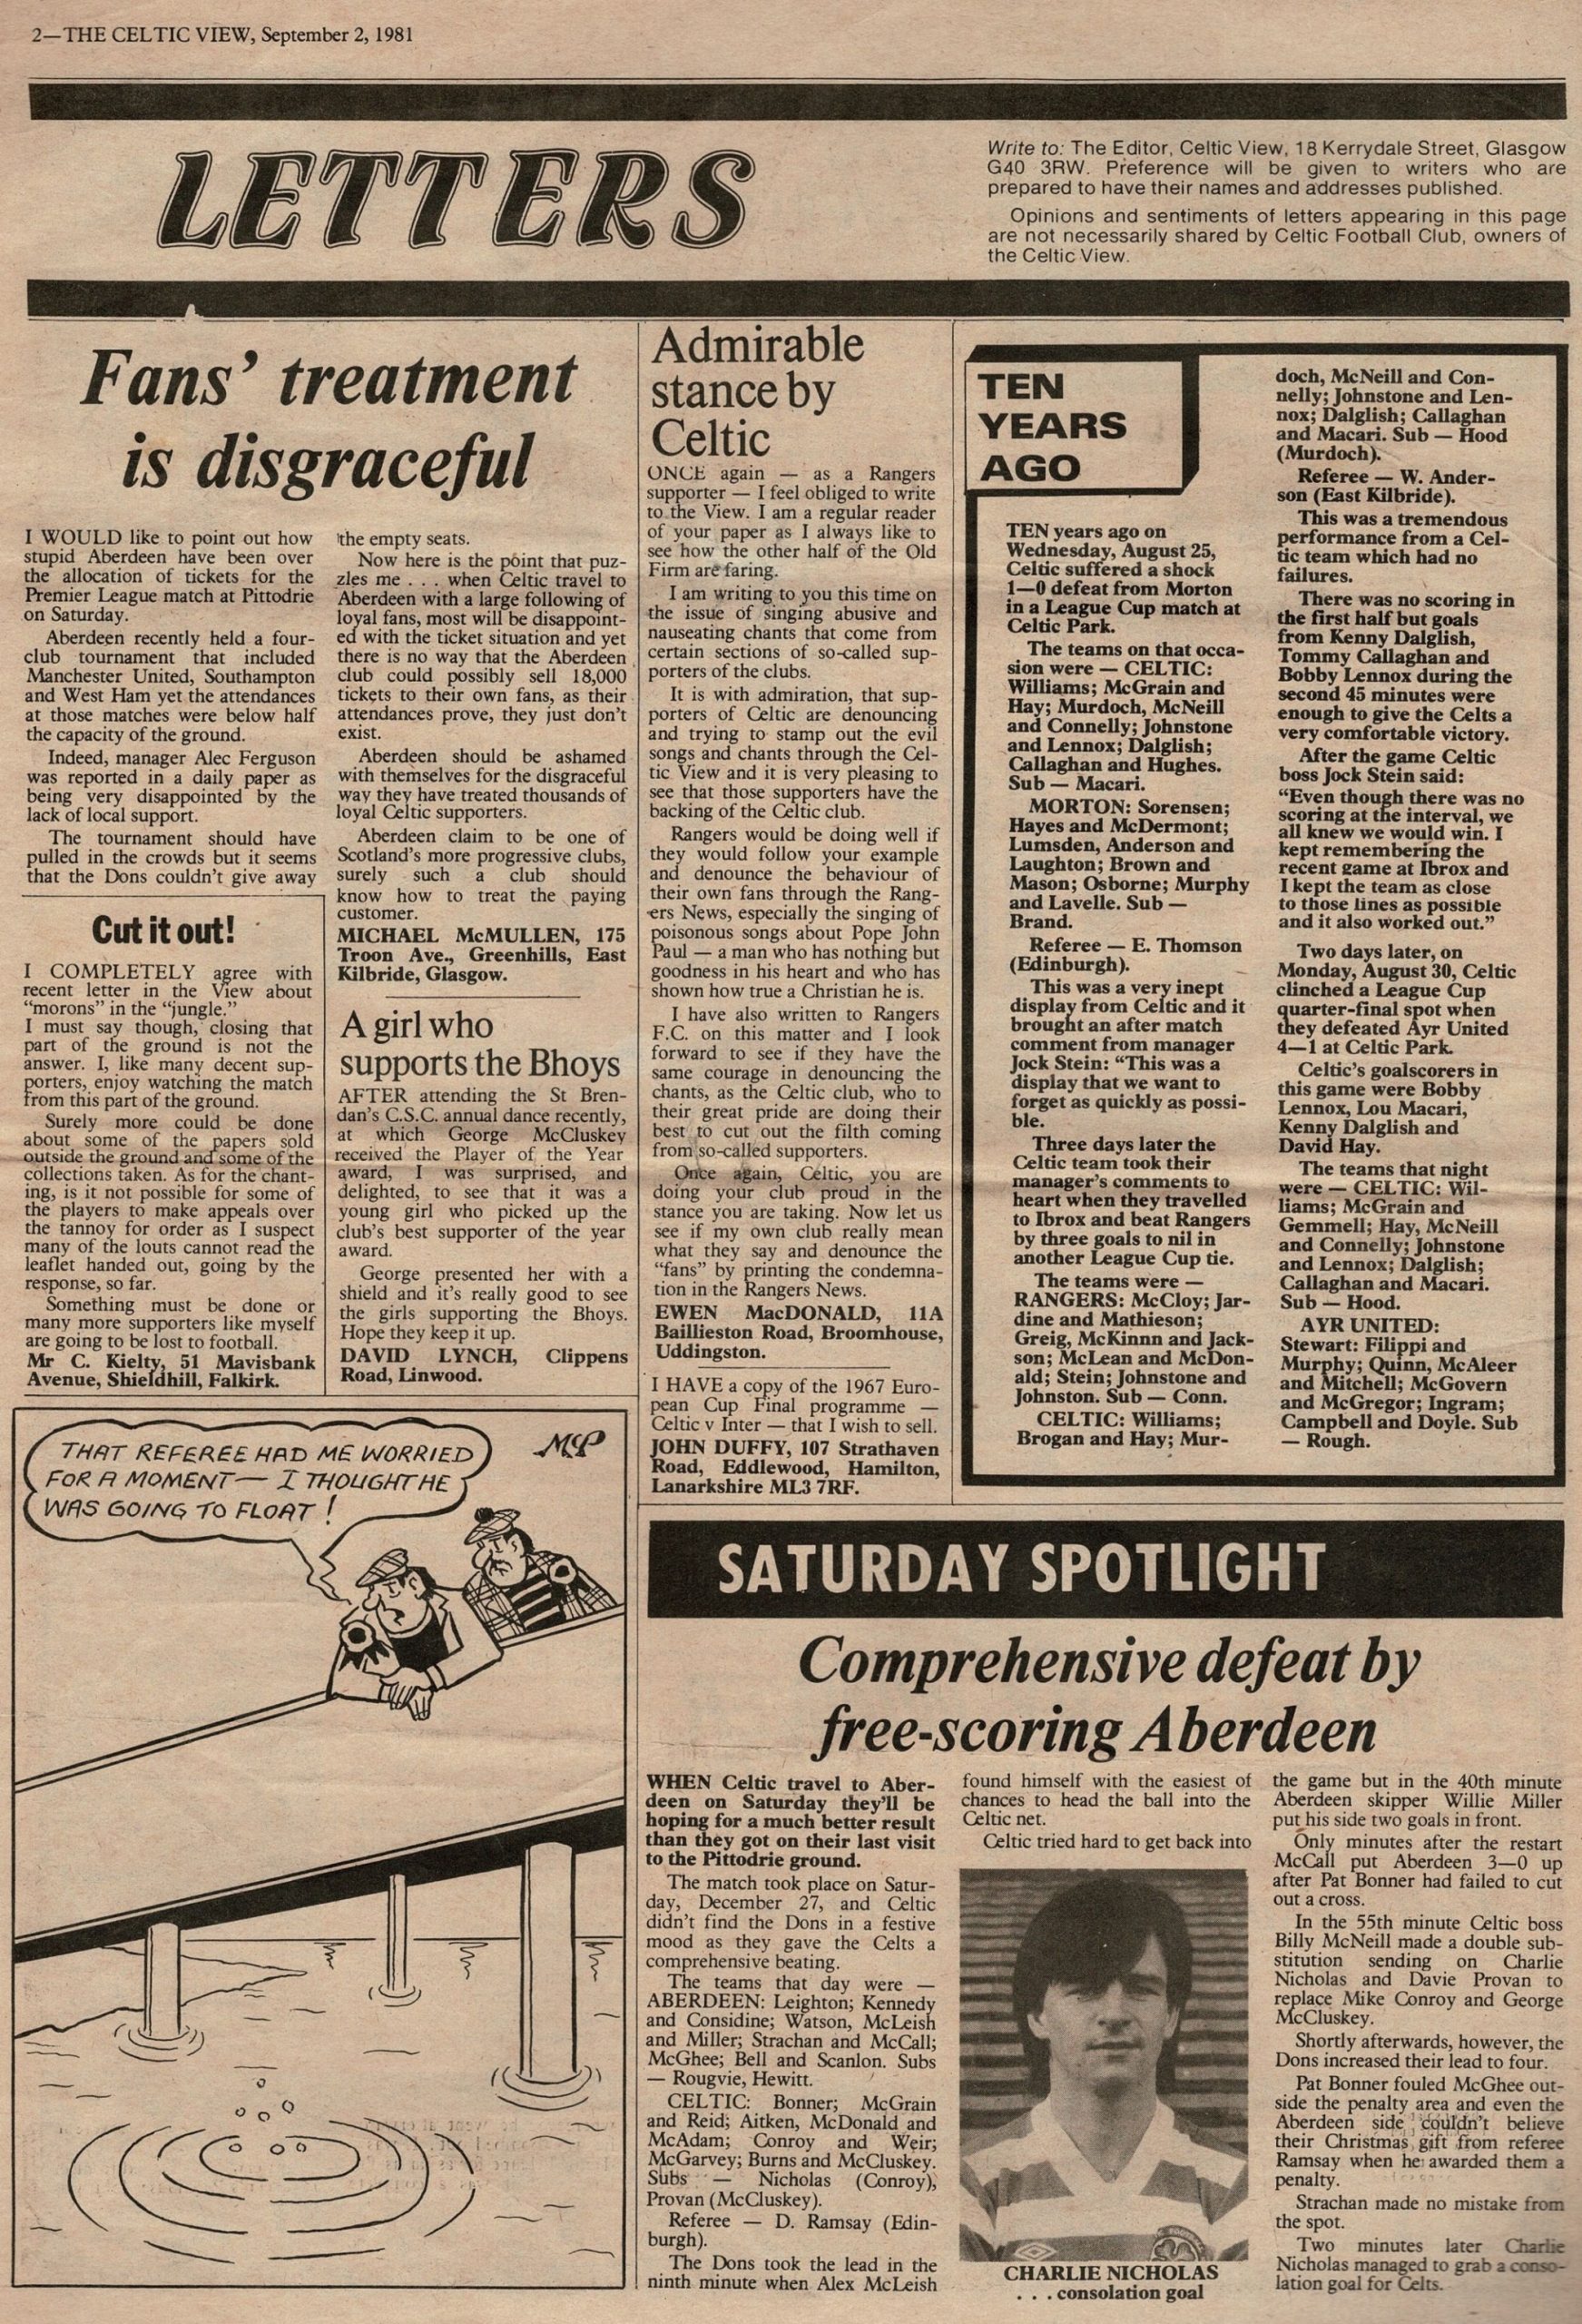 2—THE CELTIC VIEW, September 2, 1981
LETTERS
Write to: The Editor, Celtic View, 18 Kerrydale Street, Glasgow
G40 3RW. Preference will be given to writers who are
prepared to have their names and addresses published.
Opinions and sentiments of letters appearing in this page
are not necessarily shared by Celtic Football Club, owners of
the Celtic View.
Fans' treatment
is disgraceful
I WOULD like to point out how
stupid Aberdeen have been over
the allocation of tickets for the
Premier League match at Pittodrie
on Saturday.
Aberdeen recently held a four-
club tournament that included
Manchester United, Southampton
and West Ham yet the attendances
at those matches were below half
the capacity of the ground.
Indeed, manager Alec Ferguson
was reported in a daily paper as
being very disappointed by the
lack of local support.
The tournament should have
pulled in the crowds but it seems
that the Dons couldn't give away
the empty seats.
Now here is the point that puz-
zles me . . . when Celtic travel to
Aberdeen with a large following of
loyal fans, most will be disappoint-
ed with the ticket situation and yet
there is no way that the Aberdeen
club could possibly sell 18,000
tickets to their own fans, as their
attendances prove, they just don't
exist.
Aberdeen should be ashamed
with themselves for the disgraceful
way they have treated thousands of
loyal Celtic supporters.
Aberdeen claim to be one of
Scotland's more progressive clubs,
surely such a club should
know how to treat the paying
customer.
MICHAEL McMULLEN, 175
Troon Ave., Greenhills, East
Kilbride, Glasgow.
Cut it out!
I COMPLETELY agree with
recent letter in the View about
"morons" in the "jungle."
I must say though, closing that
part of the ground is not the
answer. I, like many decent sup-
porters, enjoy watching the match
from this part of the ground.
Surely more could be done
about some of the papers sold
outside the ground and some of the
collections taken. As for the chant-
ing, is it not possible for some of
the players to make appeals over
the tannoy for order as I suspect
many of the louts cannot read the
leaflet handed out, going by the
response, so far.
Something must be done or
many more supporters like myself
are going to be lost to football.
Mr C. Kielty, 51 Mavisbank
Avenue, Shieldhill, Falkirk.
A girl who
supports the Bhoys
AFTER attending the St Bren-
dan's C.S.C. annual dance recently,
at which George McCluskey
received the Player of the Year
award, I was surprised, and
delighted, to see that it was a
young girl who picked up the
club's best supporter of the year
award.
George presented her with a
shield and it's really good to see
the girls supporting the Bhoys.
Hope they keep it up.
DAVID LYNCH, Clippens
Road, Linwood.
Admirable
stance by
Celtic
ONCE again — as a Rangers
supporter — I feel obliged to write
to the View. I am a regular reader
of your paper as I always like to
see how the other half of the Old
Firm are faring.
I am writing to you this time on
the issue of singing abusive and
nauseating chants that come from
certain sections of so-called sup-
porters of the clubs.
It is with admiration, that sup-
porters of Celtic are denouncing
and trying to stamp out the evil
songs and chants through the Cel-
tic View and it is very pleasing to
see that those supporters have the
backing of the Celtic club.
Rangers would be doing well if
they would follow your example
and denounce the behaviour of
their own fans through the Rang-
ers News, especially the singing of
poisonous songs about Pope John
Paul — a man who has nothing but
goodness in his heart and who has
shown how true a Christian he is.
I have also written to Rangers
F.C. on this matter and I look
forward to see if they have the
same courage in denouncing the
chants, as the Celtic club, who to
their great pride are doing their
best to cut out the filth coming
from so-called supporters.
Once again, Celtic, you are
doing your club proud in the
stance you are taking. Now let us
see if my own club really mean
what they say and denounce the
"fans" by printing the condemna-
tion in the Rangers News.
EWEN MacDONALD, 11A
Baillieston Road, Broomhouse,
Uddingston.
I HAVE a copy of the 1967 Euro-
pean Cup Final programme —
Celtic v Inter — that I wish to sell.
JOHN DUFFY, 107 Strathaven
Road, Eddlewood, Hamilton,
Lanarkshire ML3 7RF.
TEN
YEARS
AGO
TEN years ago on
Wednesday, August 25,
Celtic suffered a shock
1—0 defeat from Morton
in a League Cup match at
Celtic Park.
The teams on that occa-
sion were — CELTIC:
Williams; McGrain and
Hay; Murdoch, McNeill
and Connelly; Johnstone
and Lennox; Dalglish;
Callaghan and Hughes.
Sub — Macari.
MORTON: Sorensen;
Hayes and McDermont;
Lumsden, Anderson and
Laughton; Brown and
Mason; Osborne; Murphy
and Lavelle. Sub —
Brand.
Referee — E. Thomson
(Edinburgh).
This was a very inept
display from Celtic and it
brought an after match
comment from manager
Jock Stein: "This was a
display that we want to
forget as quickly as possi-
ble.
Three days later the
Celtic team took their
manager's comments to
heart when they travelled
to Ibrox and beat Rangers
by three goals to nil in
another League Cup tie.
The teams were —
RANGERS: McCloy; Jar-
dine and Mathieson;
Greig, McKinnn and Jack-
son; McLean and McDon-
ald; Stein; Johnstone and
Johnston. Sub — Conn.
CELTIC: Williams;
Brogan and Hay; Mur-
doch, McNeill and Con-
nelly; Johnstone and Len-
nox; Dalglish; Callaghan
and Macari. Sub — Hood
(Murdoch).
Referee — W. Ander-
son (East Kilbride).
This was a tremendous
performance from a Cel-
tic team which had no
failures.
There was no scoring in
the first half but goals
from Kenny Dalglish,
Tommy Callaghan and
Bobby Lennox during the
second 45 minutes were
enough to give the Celts a
very comfortable victory.
After the game Celtic
boss Jock Stein said:
"Even though there was no
scoring at the interval, we
all knew we would win. I
kept remembering the
recent game at Ibrox and
I kept the team as close
to those lines as possible
and it also worked out."
Two days later, on
Monday, August 30, Celtic
clinched a League Cup
quarter-final spot when
they defeated Ayr United
4—1 at Celtic Park.
Celtic's goalscorers in
this game were Bobby
Lennox, Lou Macari,
Kenny Dalglish and
David Hay.
The teams that night
were — CELTIC: Wil-
liams; McGrain and
Gemmell; Hay, McNeill
and Connelly; Johnstone
and Lennox; Dalglish;
Callaghan and Macari.
Sub — Hood.
AYR UNITED:
Stewart: Filippi and
Murphy; Quinn, McAleer
and Mitchell; McGovern
and McGregor; Ingram;
Campbell and Doyle. Sub
— Rough.
THAT REFEREE HAD ME WORRIED
FOR A MOMENT— I THOUGHT HE
WAS GOING TO FLOAT!
McP
SATURDAY SPOTLIGHT
Comprehensive defeat by
free-scoring Aberdeen
WHEN Celtic travel to Aber-
deen on Saturday they'll be
hoping for a much better result
than they got on their last visit
to the Pittodrie ground.
The match took place on Satur-
day, December 27, and Celtic
didn't find the Dons in a festive
mood as they gave the Celts a
comprehensive beating.
The teams that day were —
ABERDEEN: Leighton; Kennedy
and Considine; Watson, McLeish
and Miller; Strachan and McCall;
McGhee; Bell and Scanlon. Subs
— Rougvie, Hewitt.
CELTIC: Bonner; McGrain
and Reid; Aitken, McDonald and
McAdam; Conroy and Weir;
McGarvey; Burns and McCluskey.
Subs — Nicholas (Conroy),
Provan (McCluskey).
Referee — D. Ramsay (Edin-
burgh).
The Dons took the lead in the
ninth minute when Alex McLeish
found himself with the easiest of
chances to head the ball into the
Celtic net.
Celtic tried hard to get back into
CHARLIE NICHOLAS
. . . consolation goal
the game but in the 40th minute
Aberdeen skipper Willie Miller
put his side two goals in front.
Only minutes after the restart
McCall put Aberdeen 3—0 up
after Pat Bonner had failed to cut
out a cross.
In the 55th minute Celtic boss
Billy McNeill made a double sub-
stitution sending on Charlie
Nicholas and Davie Provan to
replace Mike Conroy and George
McCluskey.
Shortly afterwards, however, the
Dons increased their lead to four.
Pat Bonner fouled McGhee out-
side the penalty area and even the
Aberdeen side couldn't believe
their Christmas gift from referee
Ramsay when he awarded them a
penalty.
Strachan made no mistake from
the spot.
Two minutes later Charlie
Nicholas managed to grab a conso-
lation goal for Celts.